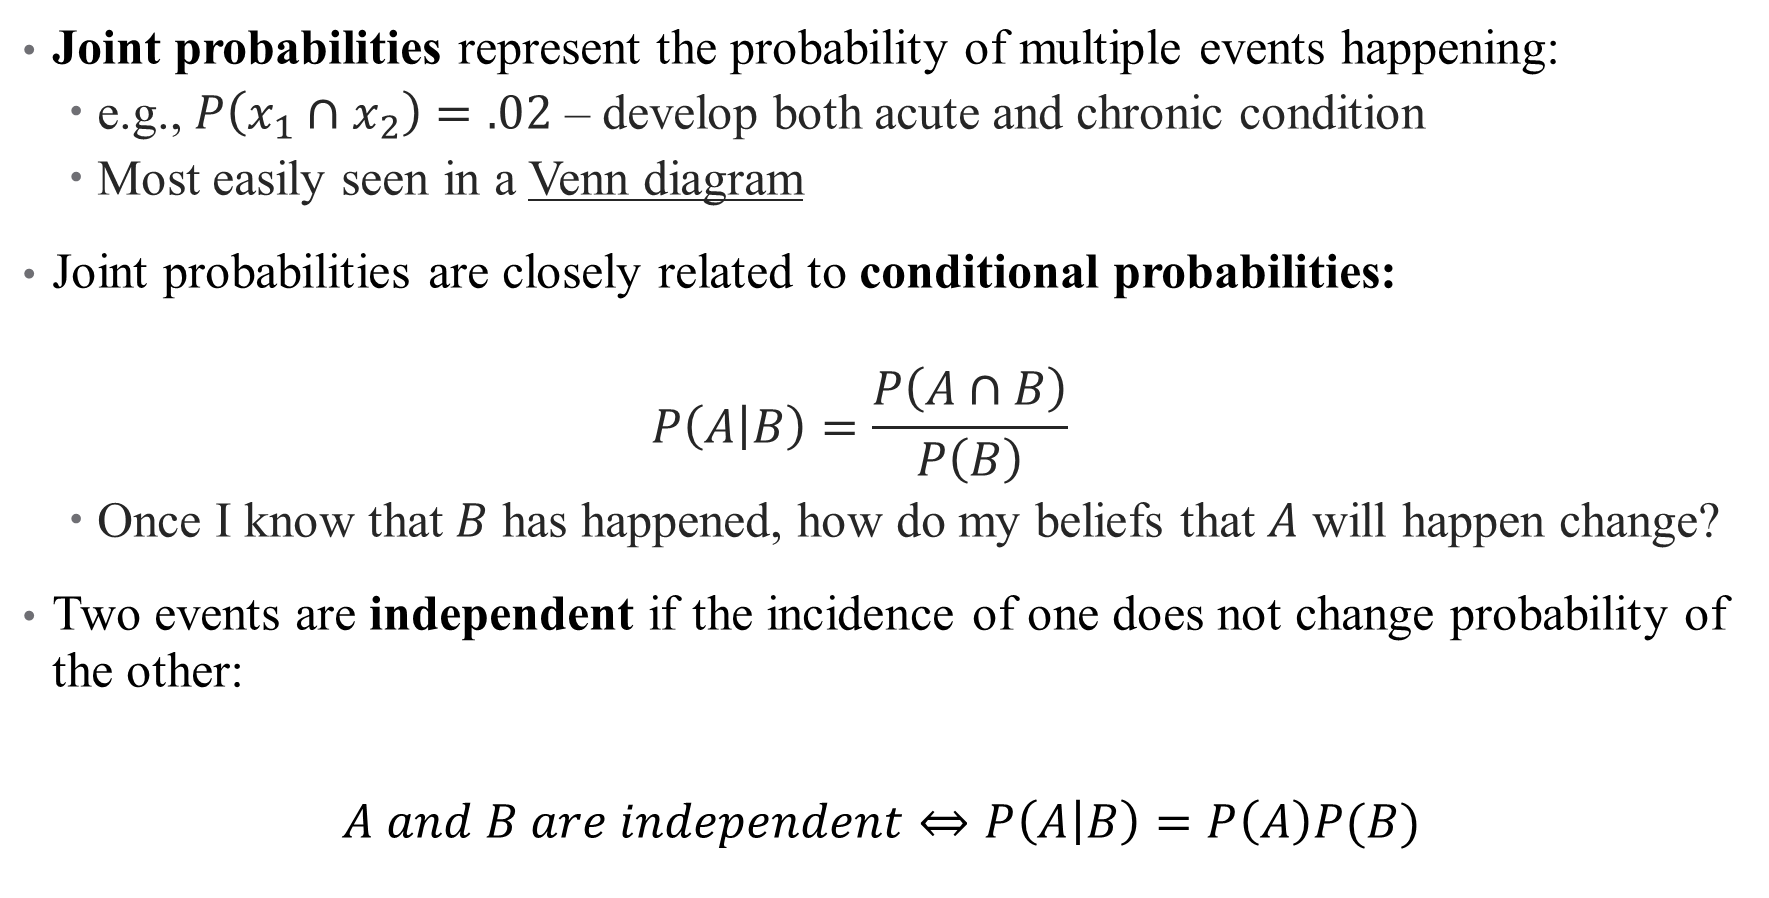 • Joint probabilities represent the probability of multiple events happening:
• e.g., P(x₁ ∩ x₂) = .02 – develop both acute and chronic condition
• Most easily seen in a Venn diagram
• Joint probabilities are closely related to conditional probabilities:
P(A|B) = P(A ∩ B) / P(B)
• Once I know that B has happened, how do my beliefs that A will happen change?
• Two events are independent if the incidence of one does not change probability of
the other:
A and B are independent ⇔ P(A|B) = P(A)P(B)